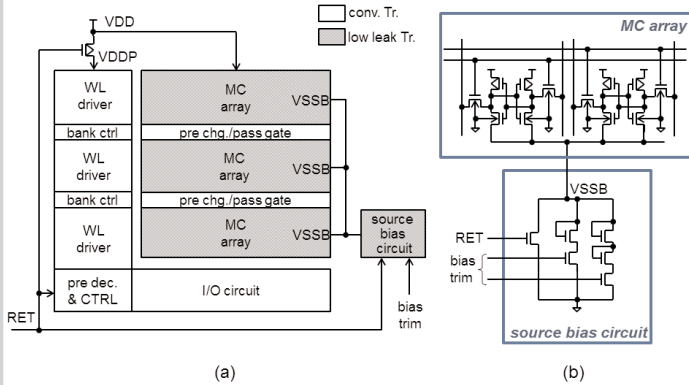 VDD
conv. Tr.
low leak Tr.
VDDP
WL
driver
MC
array
VSSB
bank ctrl
pre chg./pass gate
WL
driver
MC
array
VSSB
bank ctrl
pre chg./pass gate
WL
driver
MC
array
VSSB
source
bias
circuit
pre dec.
& CTRL
I/O circuit
bias
trim
RET
(a)
MC array
VSSB
RET
bias
trim
source bias circuit
(b)